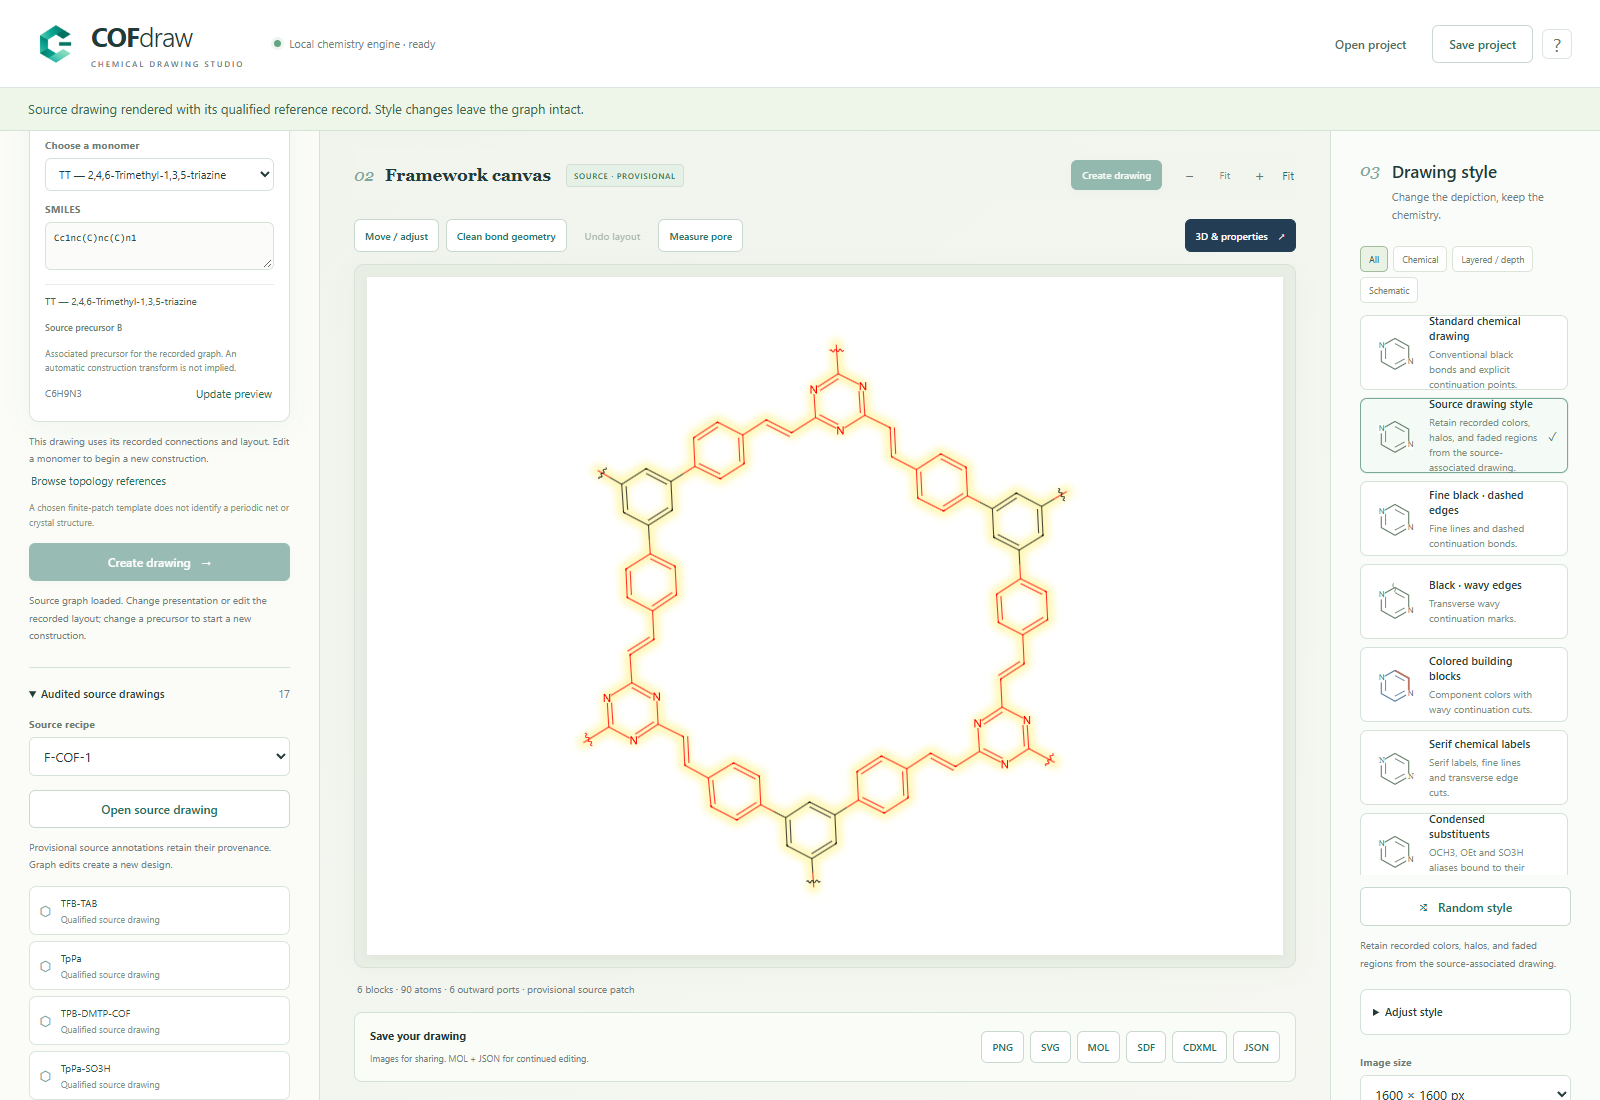 COFdraw
CHEMICAL DRAWING STUDIO
Local chemistry engine · ready
Open project
Save project
?
Source drawing rendered with its qualified reference record. Style changes leave the graph intact.
Choose a monomer
TT — 2,4,6-Trimethyl-1,3,5-triazine
SMILES
Cc1nc(C)nc(C)n1
TT — 2,4,6-Trimethyl-1,3,5-triazine
Source precursor B
Associated precursor for the recorded graph. An
automatic construction transform is not implied.
C6H9N3
Update preview
This drawing uses its recorded connections and layout. Edit
a monomer to begin a new construction.
Browse topology references
A chosen finite-patch template does not identify a periodic net or
crystal structure.
Create drawing →
Source graph loaded. Change presentation or edit the
recorded layout; change a precursor to start a new
construction.
▼ Audited source drawings
17
Source recipe
F-COF-1
Open source drawing
Provisional source annotations retain their provenance.
Graph edits create a new design.
TFB-TAB
Qualified source drawing
TpPa
Qualified source drawing
TPB-DMTP-COF
Qualified source drawing
TpPa-SO3H
Qualified source drawing
02 Framework canvas
SOURCE · PROVISIONAL
Create drawing
−
Fit
+
Fit
Move / adjust
Clean bond geometry
Undo layout
Measure pore
3D & properties ↗
N
N
N
N
N
N
N
N
N
6 blocks · 90 atoms · 6 outward ports · provisional source patch
Save your drawing
Images for sharing. MOL + JSON for continued editing.
PNG
SVG
MOL
SDF
CDXML
JSON
03 Drawing style
Change the depiction, keep the
chemistry.
All
Chemical
Layered / depth
Schematic
N
N
Standard chemical
drawing
Conventional black
bonds and explicit
continuation points.
N
N
Source drawing style
Retain recorded colors,
halos, and faded regions
from the source-
associated drawing.
✓
N
N
Fine black · dashed
edges
Fine lines and dashed
continuation bonds.
N
N
Black · wavy edges
Transverse wavy
continuation marks.
N
N
Colored building
blocks
Component colors with
wavy continuation cuts.
N
N
Serif chemical labels
Serif labels, fine lines
and transverse edge
cuts.
N
N
Condensed
substituents
OCH3, OEt and SO3H
aliases bound to their
Random style
Retain recorded colors, halos, and faded
regions from the source-associated drawing.
▶ Adjust style
Image size
1600 × 1600 px